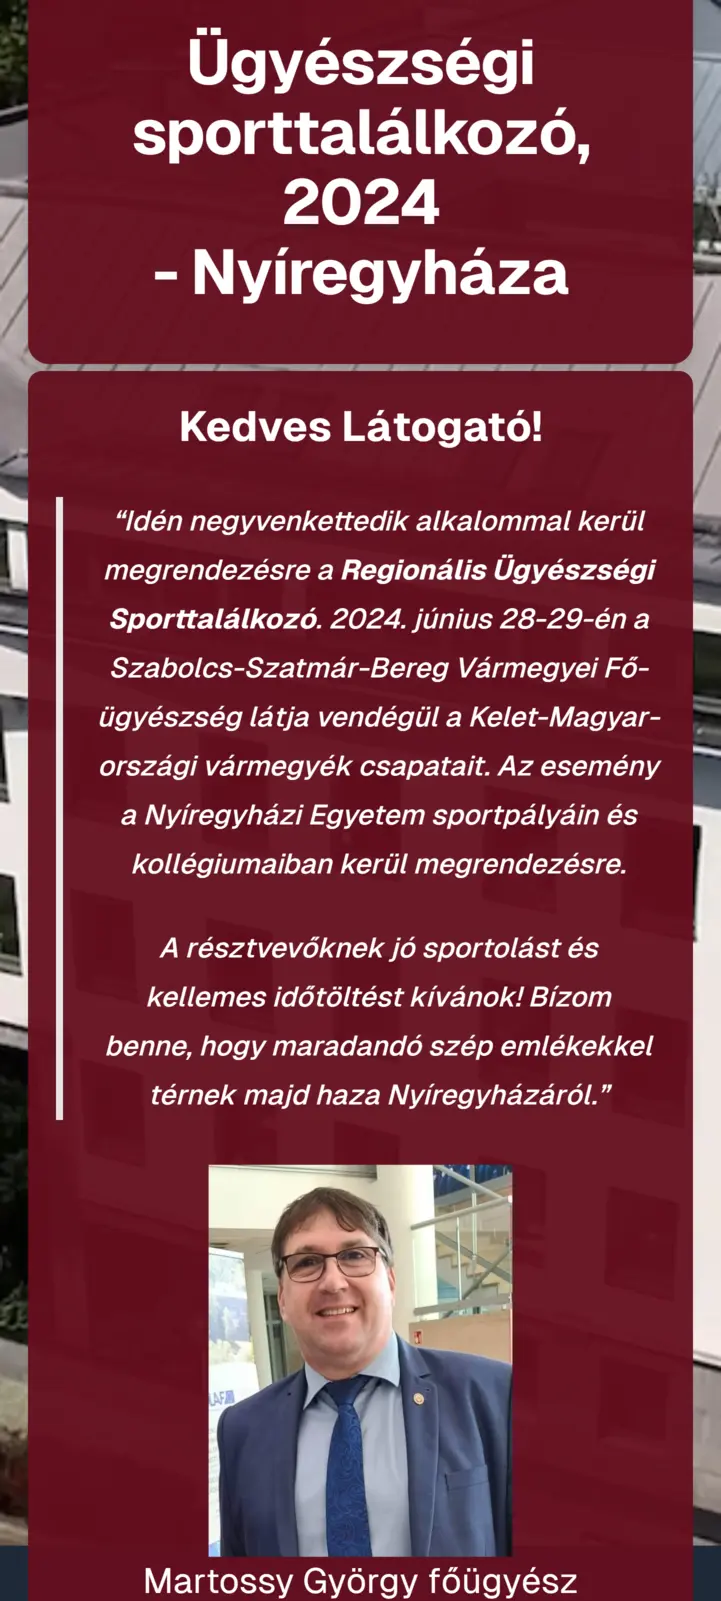 Ügyészségi
sporttalálkozó,
2024
- Nyíregyháza
Kedves Látogató!
“Idén negyvenkettedik alkalommal kerül
megrendezésre a Regionális Ügyészségi
Sporttalálkozó. 2024. június 28-29-én a
Szabolcs-Szatmár-Bereg Vármegyei Fő-
ügyészség látja vendégül a Kelet-Magyar-
országi vármegyék csapatait. Az esemény
a Nyíregyházi Egyetem sportpályáin és
kollégiumaiban kerül megrendezésre.
A résztvevőknek jó sportolást és
kellemes időtöltést kívánok! Bízom
benne, hogy maradandó szép emlékekkel
térnek majd haza Nyíregyházáról.”
Martossy György főügyész